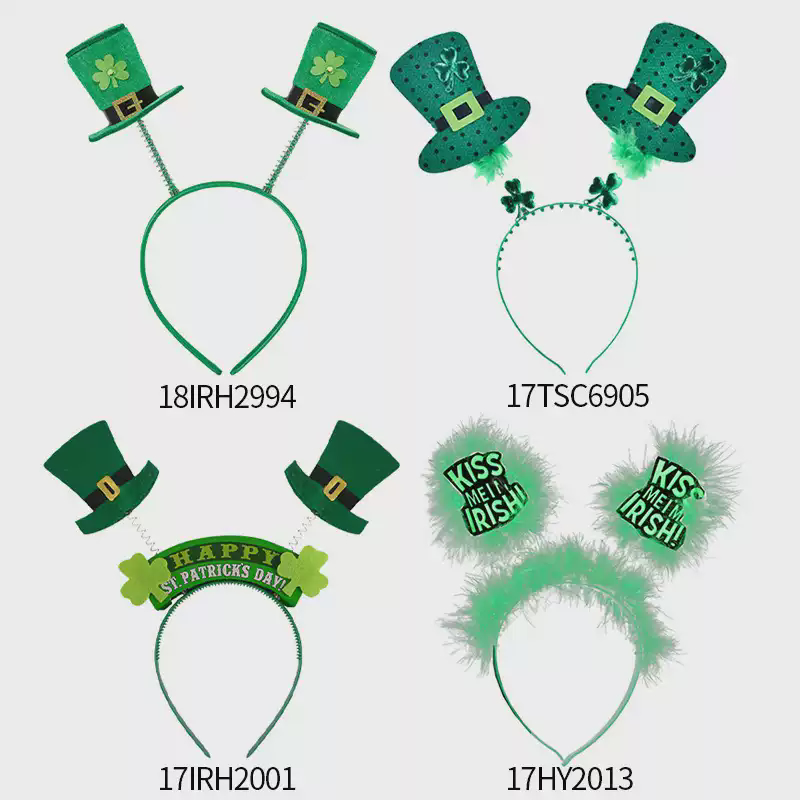 18IRH2994
17TSC6905
HAPPY
ST. PATRICK'S DAY!
KISS
ME I'M
IRISH!
KISS
ME I'M
IRISH!
17IRH2001
17HY2013